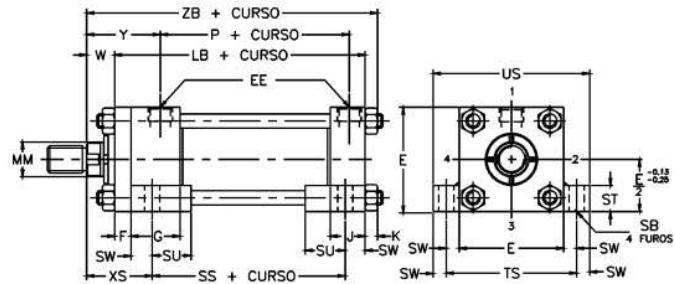 ZB + CURSO
Y
P + CURSO
W
LB + CURSO
EE
US
1
MM
E
4
2
E/2 -0.13 -0.25
ST
3
F
G
J
K
SB
4 FUROS
SW
SU
SU
SW
SW
E
SW
XS
SS + CURSO
SW
TS
SW